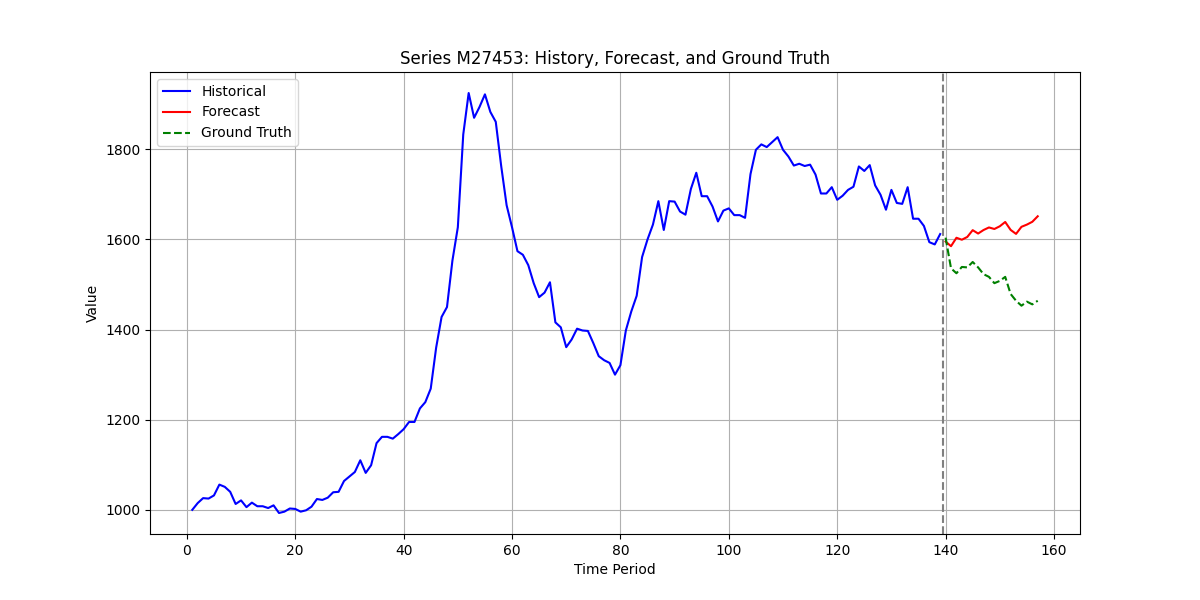 Series M27453: History, Forecast, and Ground Truth
Historical
Forecast
Ground Truth
Value
1800
1600
1400
1200
1000
0 20 40 60 80 100 120 140 160
Time Period